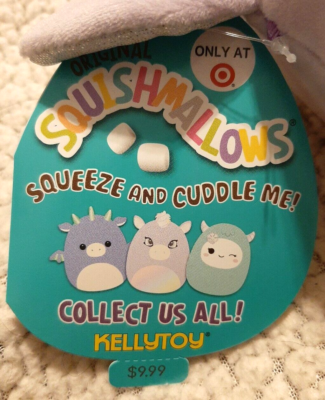 ORIGINAL
ONLY AT
SQUISHMALLOWS®
SQUEEZE AND CUDDLE ME!
COLLECT US ALL!
KELLYTOY®
$9.99